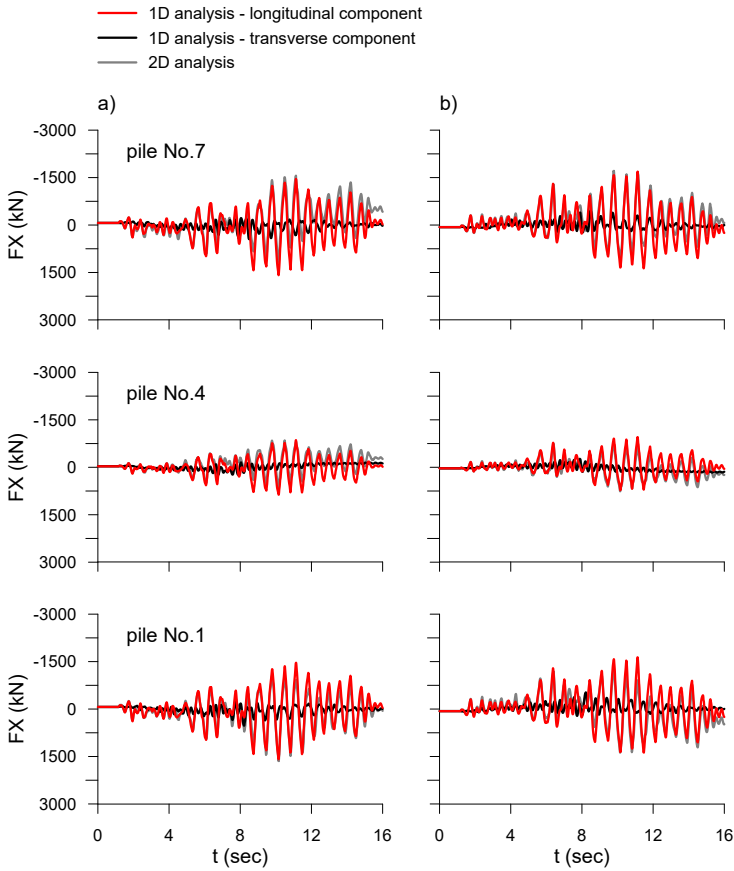 1D analysis - longitudinal component
1D analysis - transverse component
2D analysis
a)
b)
-3000
-1500
0
1500
3000
FX (kN)
pile No.7
-3000
-1500
0
1500
3000
FX (kN)
pile No.4
-3000
-1500
0
1500
3000
FX (kN)
pile No.1
0 4 8 12 16
t (sec)
0 4 8 12 16
t (sec)